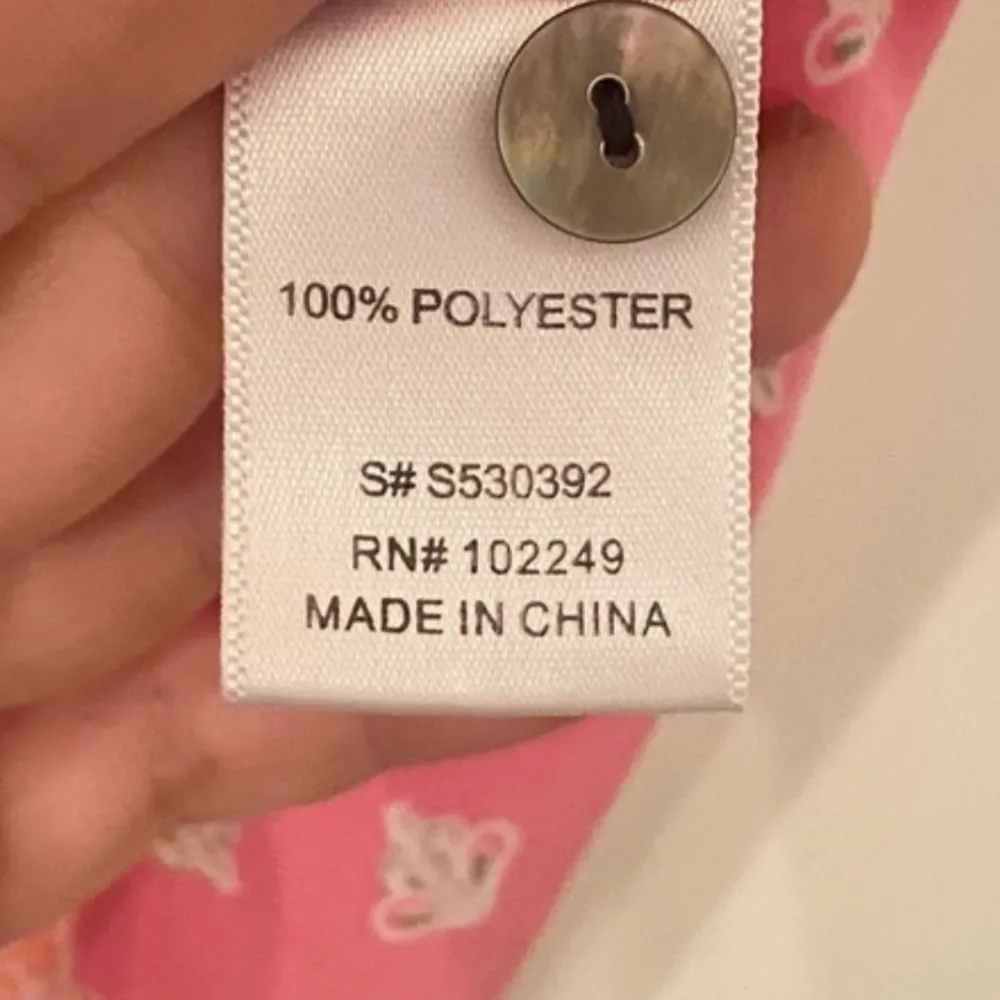 100% POLYESTER
S# S530392
RN# 102249
MADE IN CHINA